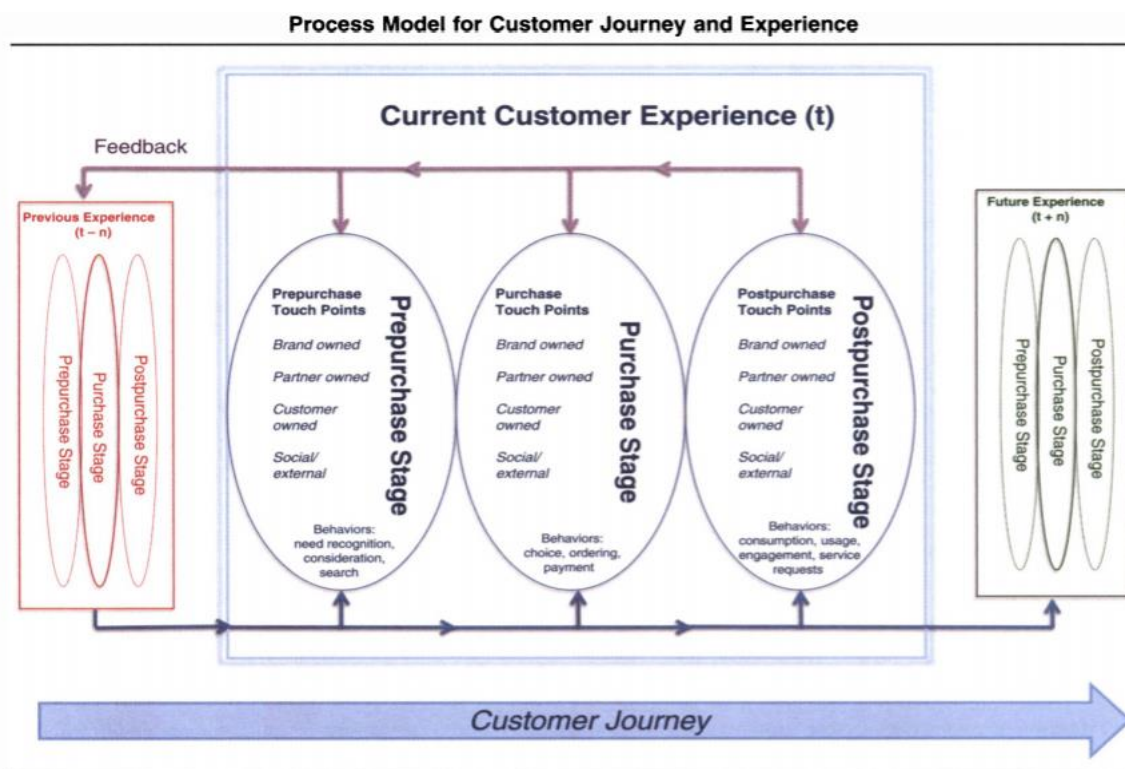 Process Model for Customer Journey and Experience
Current Customer Experience (t)
Feedback
Previous Experience
(t – n)
Prepurchase Stage
Purchase Stage
Postpurchase Stage
Prepurchase
Touch Points
Brand owned
Partner owned
Customer
owned
Social/
external
Prepurchase Stage
Behaviors:
need recognition,
consideration,
search
Purchase
Touch Points
Brand owned
Partner owned
Customer
owned
Social/
external
Purchase Stage
Behaviors:
choice, ordering,
payment
Postpurchase
Touch Points
Brand owned
Partner owned
Customer
owned
Social/
external
Postpurchase Stage
Behaviors:
consumption, usage,
engagement, service
requests
Future Experience
(t + n)
Prepurchase Stage
Purchase Stage
Postpurchase Stage
Customer Journey